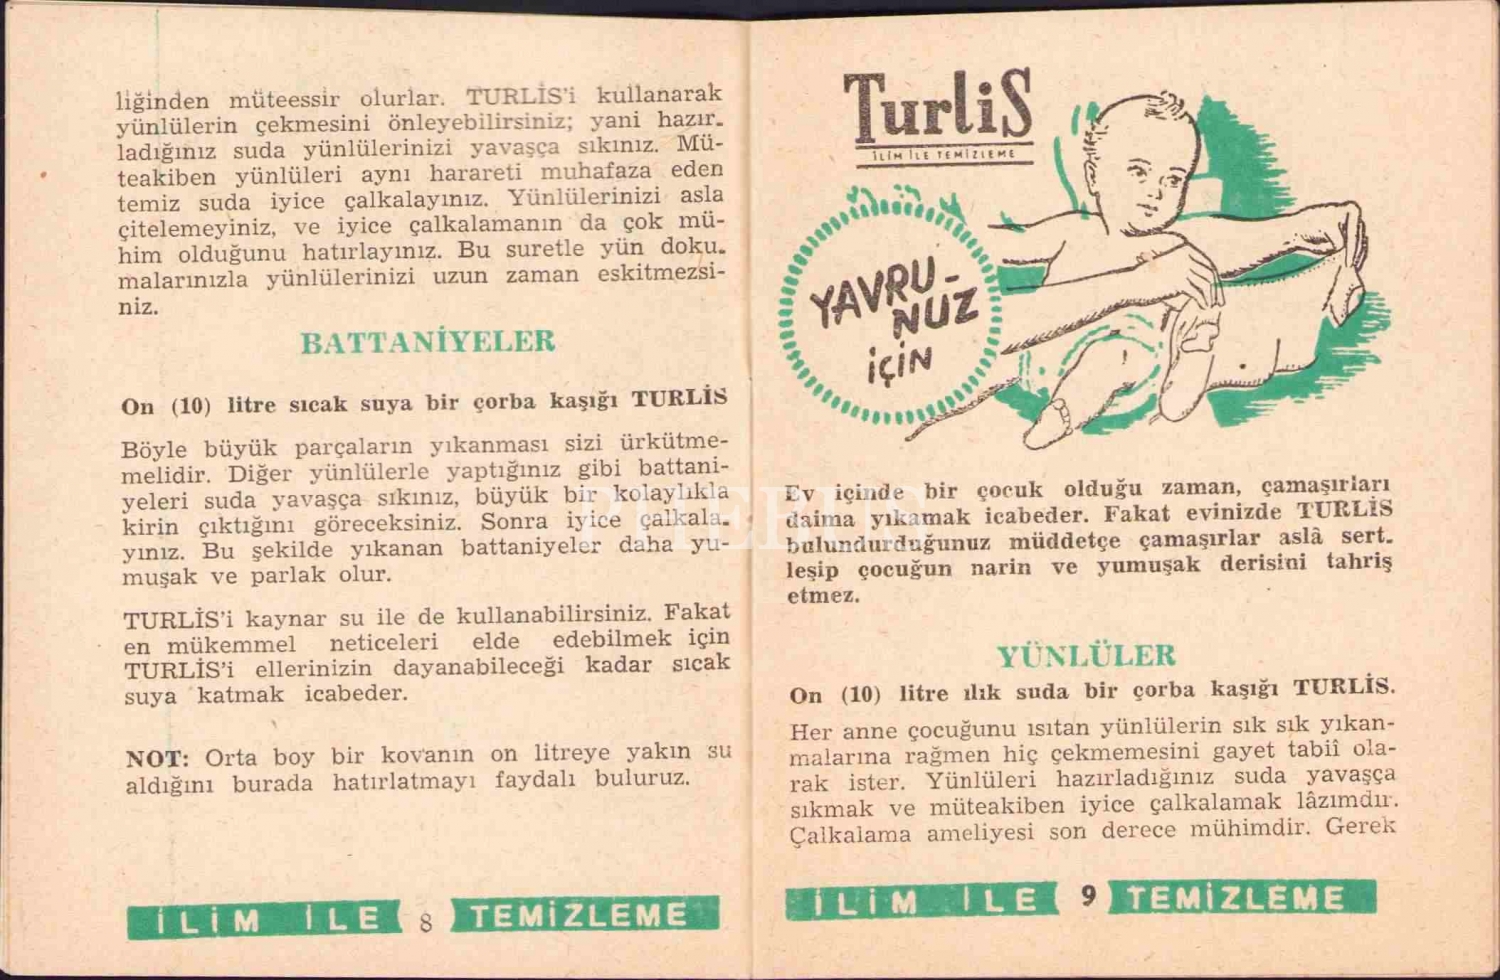 liğinden müteessir olurlar. TURLİS'i kullanarak
yünlülerin çekmesini önleyebilirsiniz; yani hazır-
ladığınız suda yünlülerinizi yavaşça sıkınız. Mü-
teakiben yünlüleri aynı harareti muhafaza eden
temiz suda iyice çalkalayınız. Yünlülerinizi asla
çitelemeyiniz, ve iyice çalkalamanın da çok mü-
him olduğunu hatırlayınız. Bu suretle yün doku-
malarınızla yünlülerinizi uzun zaman eskitmezsi-
niz.
BATTANİYELER
On (10) litre sıcak suya bir çorba kaşığı TURLİS
Böyle büyük parçaların yıkanması sizi ürkütme-
melidir. Diğer yünlülerle yaptığınız gibi battani-
yeleri suda yavaşça sıkınız, büyük bir kolaylıkla
kirin çıktığını göreceksiniz. Sonra iyice çalkala-
yınız. Bu şekilde yıkanan battaniyeler daha yu-
muşak ve parlak olur.
TURLİS'i kaynar su ile de kullanabilirsiniz. Fakat
en mükemmel neticeleri elde edebilmek için
TURLİS'i ellerinizin dayanabileceği kadar sıcak
suya katmak icabeder.
NOT: Orta boy bir kovanın on litreye yakın su
aldığını burada hatırlatmayı faydalı buluruz.
İLİM İLE 8 TEMİZLEME
TurliS
İLİM İLE TEMİZLEME
YAVRU-
NUZ
İÇİN
Ev içinde bir çocuk olduğu zaman, çamaşırları
daima yıkamak icabeder. Fakat evinizde TURLİS
bulundurduğunuz müddetçe çamaşırlar aslâ sert-
leşip çocuğun narin ve yumuşak derisini tahriş
etmez.
YÜNLÜLER
On (10) litre ılık suda bir çorba kaşığı TURLİS.
Her anne çocuğunu ısıtan yünlülerin sık sık yıkan-
malarına rağmen hiç çekmemesini gayet tabiî ola-
rak ister. Yünlüleri hazırladığınız suda yavaşça
sıkmak ve müteakiben iyice çalkalamak lâzımdır.
Çalkalama ameliyesi son derece mühimdir. Gerek
İLİM İLE 9 TEMİZLEME